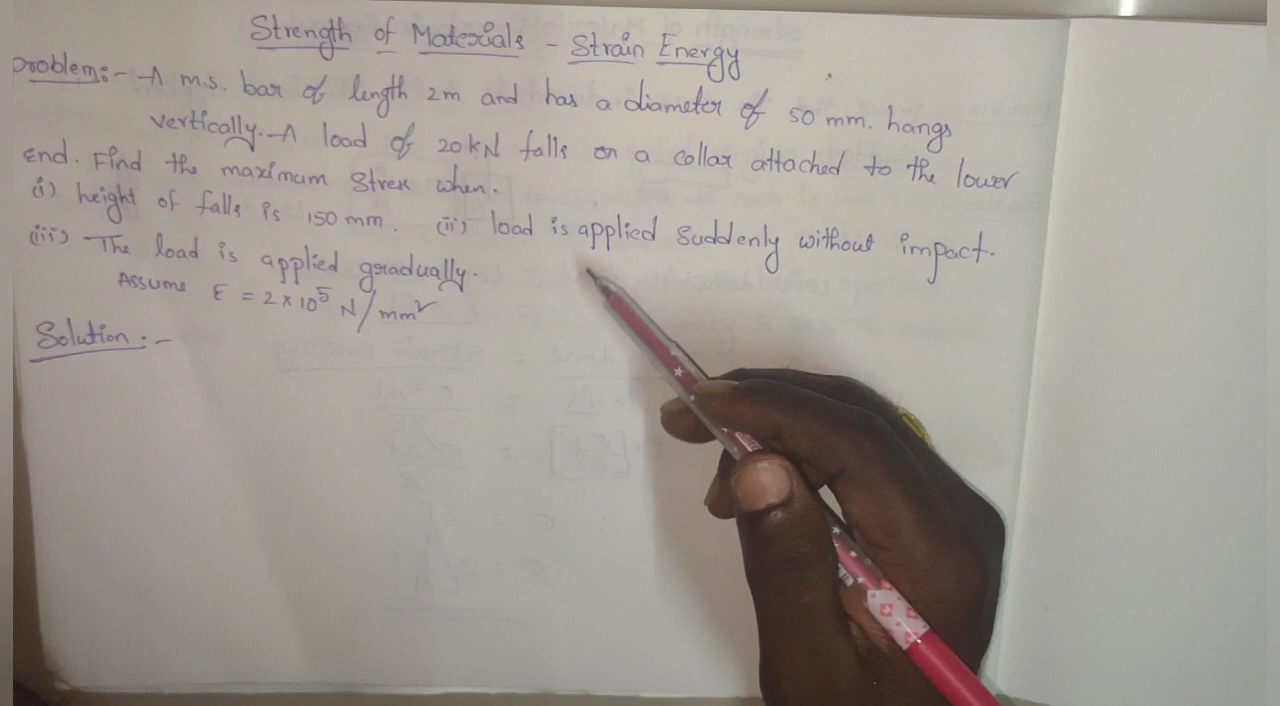 Strength of Materials - Strain Energy
Problem:- A m.s. bar of length 2m and has a diameter of 50 mm. hangs
vertically. A load of 20kN falls on a collar attached to the lower
End. Find the maximum Stress when.
(i) height of falls is 150 mm. (ii) load is applied Suddenly without impact.
(iii) The load is applied gradually.
Assume E = 2×10⁵ N/mm²
Solution:-